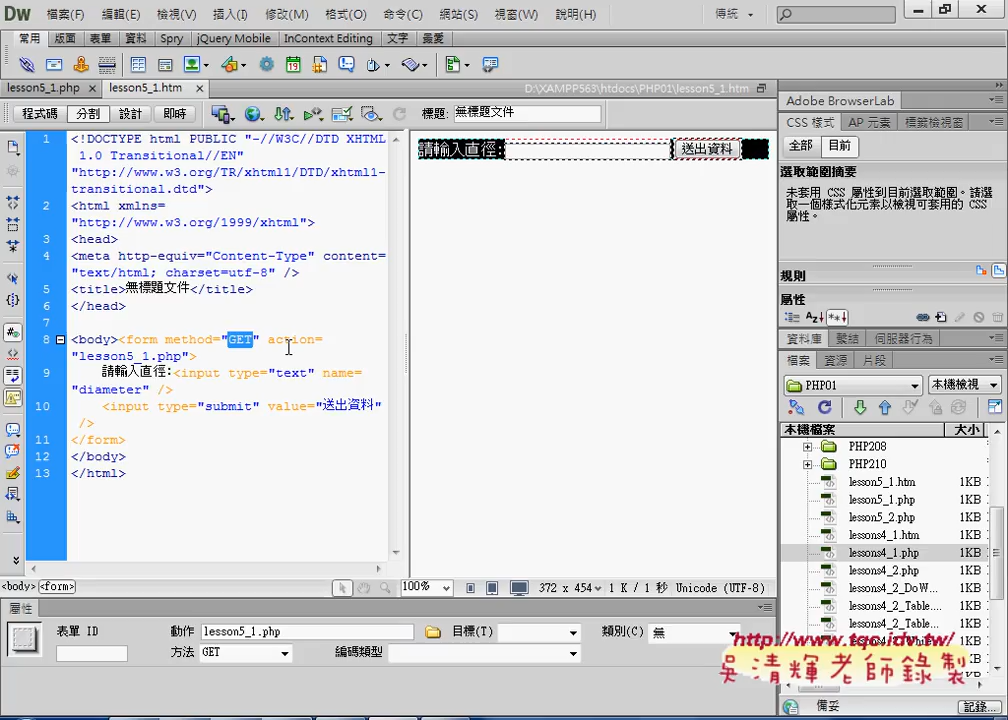 Dw 檔案(F) 編輯(E) 檢視(V) 插入(I) 修改(M) 格式(O) 命令(C) 網站(S) 視窗(W) 說明(H) 傳統
常用 版面 表單 資料 Spry jQuery Mobile InContext Editing 文字 最愛
lesson5_1.php × lesson5_1.htm × D:\XAMPP563\htdocs\PHP01\lesson5_1.htm
程式碼 分割 設計 即時 標題: 無標題文件
1 <!DOCTYPE html PUBLIC "-//W3C//DTD XHTML
1.0 Transitional//EN"
"http://www.w3.org/TR/xhtml1/DTD/xhtml1-
transitional.dtd">
2 <html xmlns=
"http://www.w3.org/1999/xhtml">
3 <head>
4 <meta http-equiv="Content-Type" content=
"text/html; charset=utf-8" />
5 <title>無標題文件</title>
6 </head>
7
8 <body><form method="GET" action=
"lesson5_1.php">
9 請輸入直徑:<input type="text" name=
"diameter" />
10 <input type="submit" value="送出資料"
/>
11 </form>
12 </body>
13 </html>
請輸入直徑: 送出資料
<body> <form> 100% 372 x 454 1 K / 1 秒 Unicode (UTF-8)
屬性
表單 ID 動作 lesson5_1.php 目標(T) 類別(C) 無
方法 GET 編碼類型
Adobe BrowserLab
CSS 樣式 AP 元素 標籤檢視窗
全部 目前
選取範圍摘要
未套用 CSS 屬性到目前選取範圍。請選
取一個樣式化元素以檢視可套用的 CSS
屬性。
規則
屬性
資料庫 繫結 伺服器行為
檔案 資源 片段
PHP01 本機檢視
本機檔案 大小
PHP208
PHP210
lesson5_1.htm 1KB
lesson5_1.php 1KB
lesson5_2.php 1KB
lessons4_1.htm 1KB
lessons4_1.php 1KB
lessons4_2.php 1KB
lessons4_2_DoW... 1KB
lessons4_2_Table... 1KB
lessons4_2_Table... 1KB
http://www.tqcidv.tw/
吳清輝老師錄製
備妥 記錄...